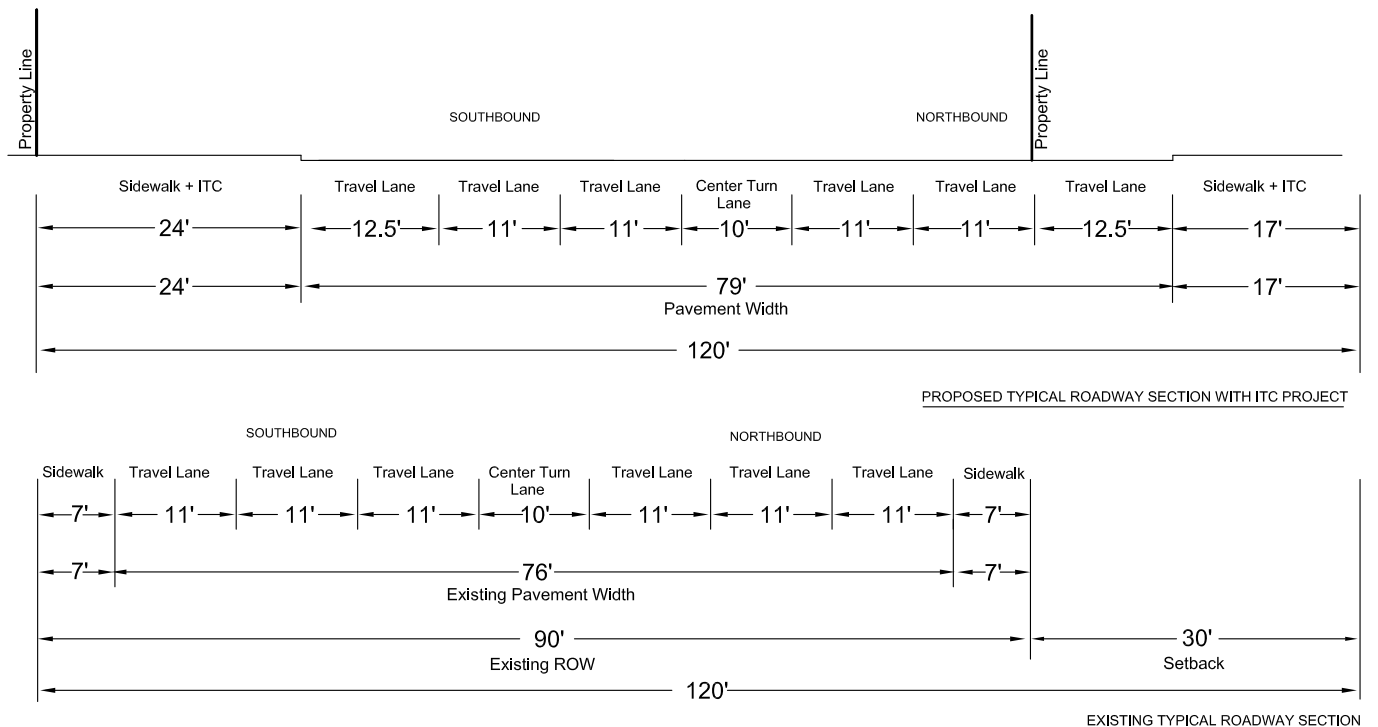 Property Line
Property Line
SOUTHBOUND
NORTHBOUND
Sidewalk + ITC
Travel Lane
Travel Lane
Travel Lane
Center Turn
Lane
Travel Lane
Travel Lane
Travel Lane
Sidewalk + ITC
24'
12.5'
11'
11'
10'
11'
11'
12.5'
17'
24'
79'
17'
Pavement Width
120'
PROPOSED TYPICAL ROADWAY SECTION WITH ITC PROJECT
SOUTHBOUND
NORTHBOUND
Sidewalk
Travel Lane
Travel Lane
Travel Lane
Center Turn
Lane
Travel Lane
Travel Lane
Travel Lane
Sidewalk
7'
11'
11'
11'
10'
11'
11'
11'
7'
7'
76'
7'
Existing Pavement Width
90'
30'
Existing ROW
Setback
120'
EXISTING TYPICAL ROADWAY SECTION